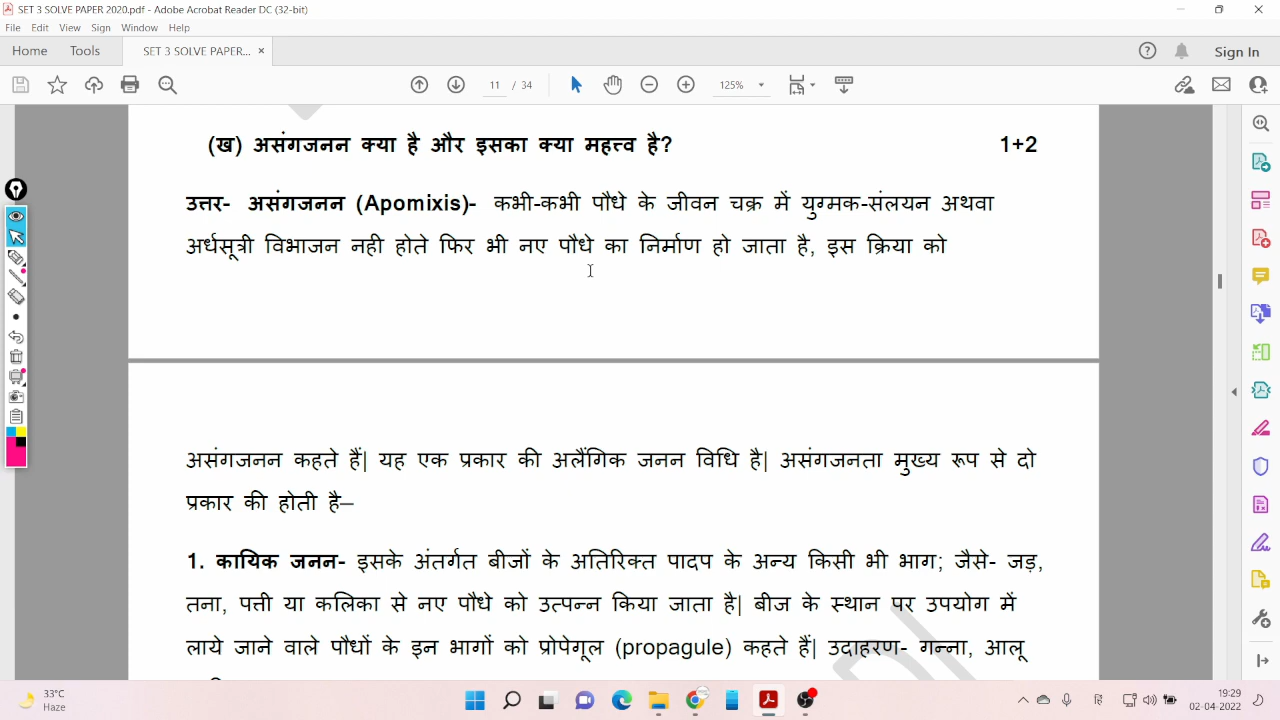 SET 3 SOLVE PAPER 2020.pdf - Adobe Acrobat Reader DC (32-bit)
File Edit View Sign Window Help
Home Tools SET 3 SOLVE PAPER... × Sign In
11 / 34 125%
(ख) असंगजनन क्या है और इसका क्या महत्त्व है? 1+2
उत्तर- असंगजनन (Apomixis)- कभी-कभी पौधे के जीवन चक्र में युग्मक-संलयन अथवा
अर्धसूत्री विभाजन नही होते फिर भी नए पौधे का निर्माण हो जाता है, इस क्रिया को
असंगजनन कहते हैं| यह एक प्रकार की अलैंगिक जनन विधि है| असंगजनता मुख्य रूप से दो
प्रकार की होती है–
1. कायिक जनन- इसके अंतर्गत बीजों के अतिरिक्त पादप के अन्य किसी भी भाग; जैसे- जड़,
तना, पत्ती या कलिका से नए पौधे को उत्पन्न किया जाता है| बीज के स्थान पर उपयोग में
लाये जाने वाले पौधों के इन भागों को प्रोपेगूल (propagule) कहते हैं| उदाहरण- गन्ना, आलू
33°C
Haze
19:29
02-04-2022